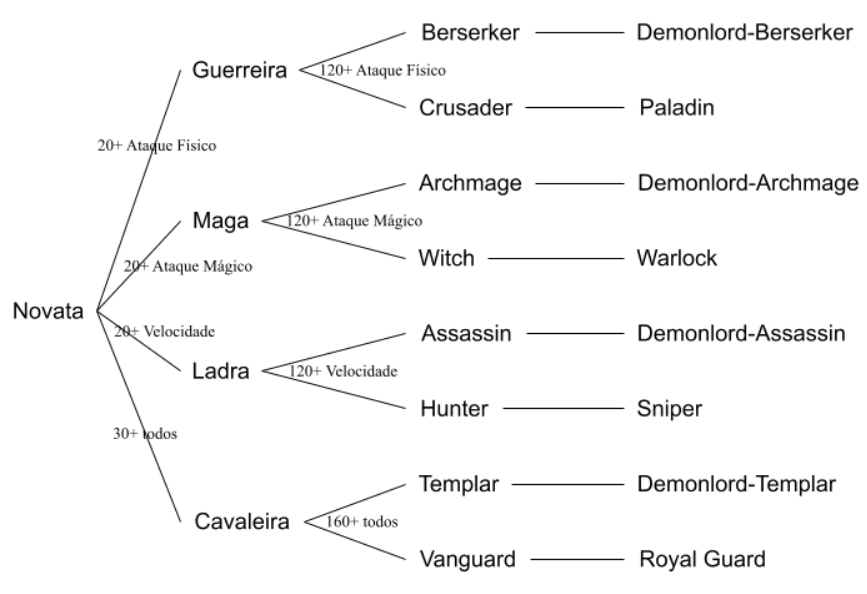 Berserker
Demonlord-Berserker
Guerreira
120+ Ataque Físico
Crusader
Paladin
20+ Ataque Físico
Archmage
Demonlord-Archmage
Maga
120+ Ataque Mágico
Witch
Warlock
20+ Ataque Mágico
Novata
20+ Velocidade
Assassin
Demonlord-Assassin
Ladra
120+ Velocidade
Hunter
Sniper
30+ todos
Templar
Demonlord-Templar
Cavaleira
160+ todos
Vanguard
Royal Guard